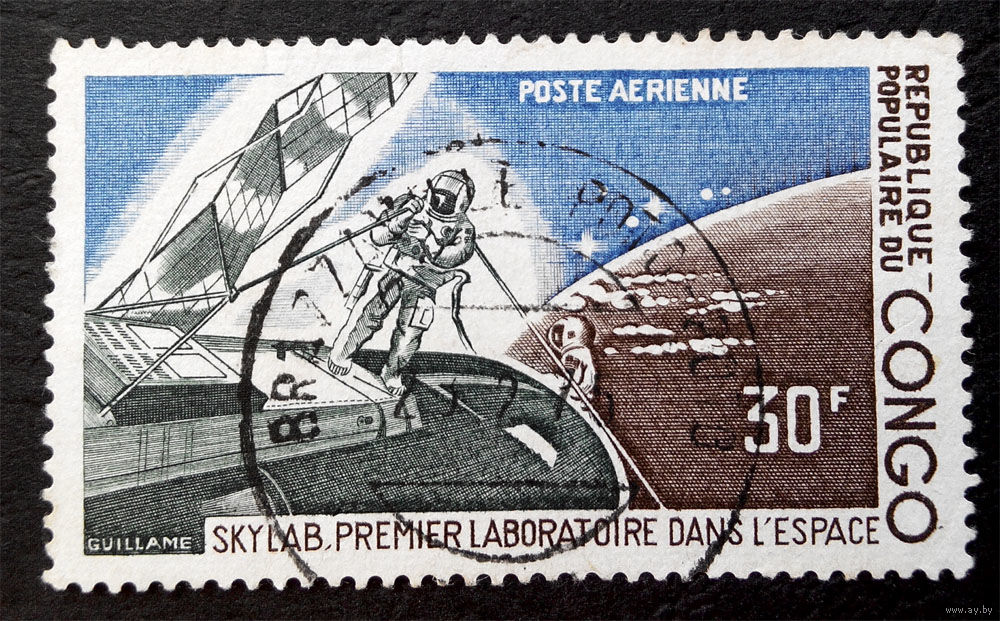 POSTE AERIENNE
REPUBLIQUE
POPULAIRE DU
CONGO
30F
SKYLAB, PREMIER LABORATOIRE DANS L'ESPACE
GUILLAME
www.ay.by